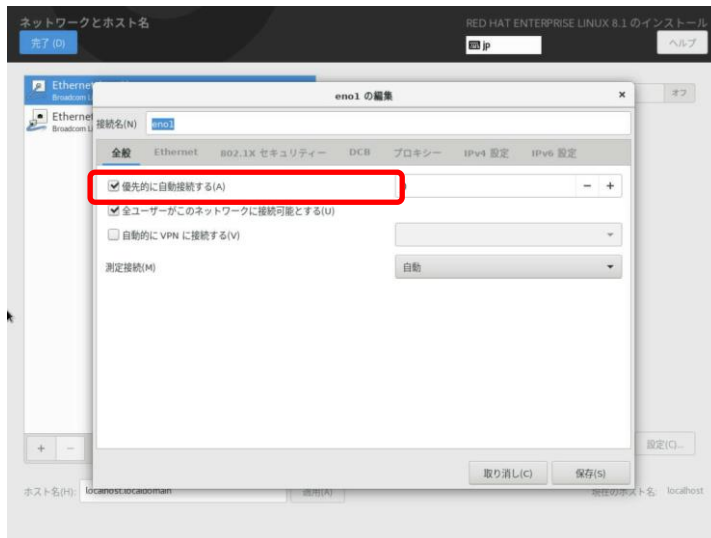 ネットワークとホスト名
RED HAT ENTERPRISE LINUX 8.1 のインストール
完了 (D)
jp
ヘルプ
Etherne
Broadcom L
オフ
eno1 の編集
×
Etherne
Broadcom L
接続名(N) eno1
全般 Ethernet 802.1X セキュリティー DCB プロキシー IPv4 設定 IPv6 設定
優先的に自動接続する(A)
− +
全ユーザーがこのネットワークに接続可能とする(U)
自動的に VPN に接続する(V)
測定接続(M) 自動
+ −
設定(C)...
取り消し(C) 保存(S)
ホスト名(H): localhost.localdomain 適用(A) 現在のホスト名: localhost